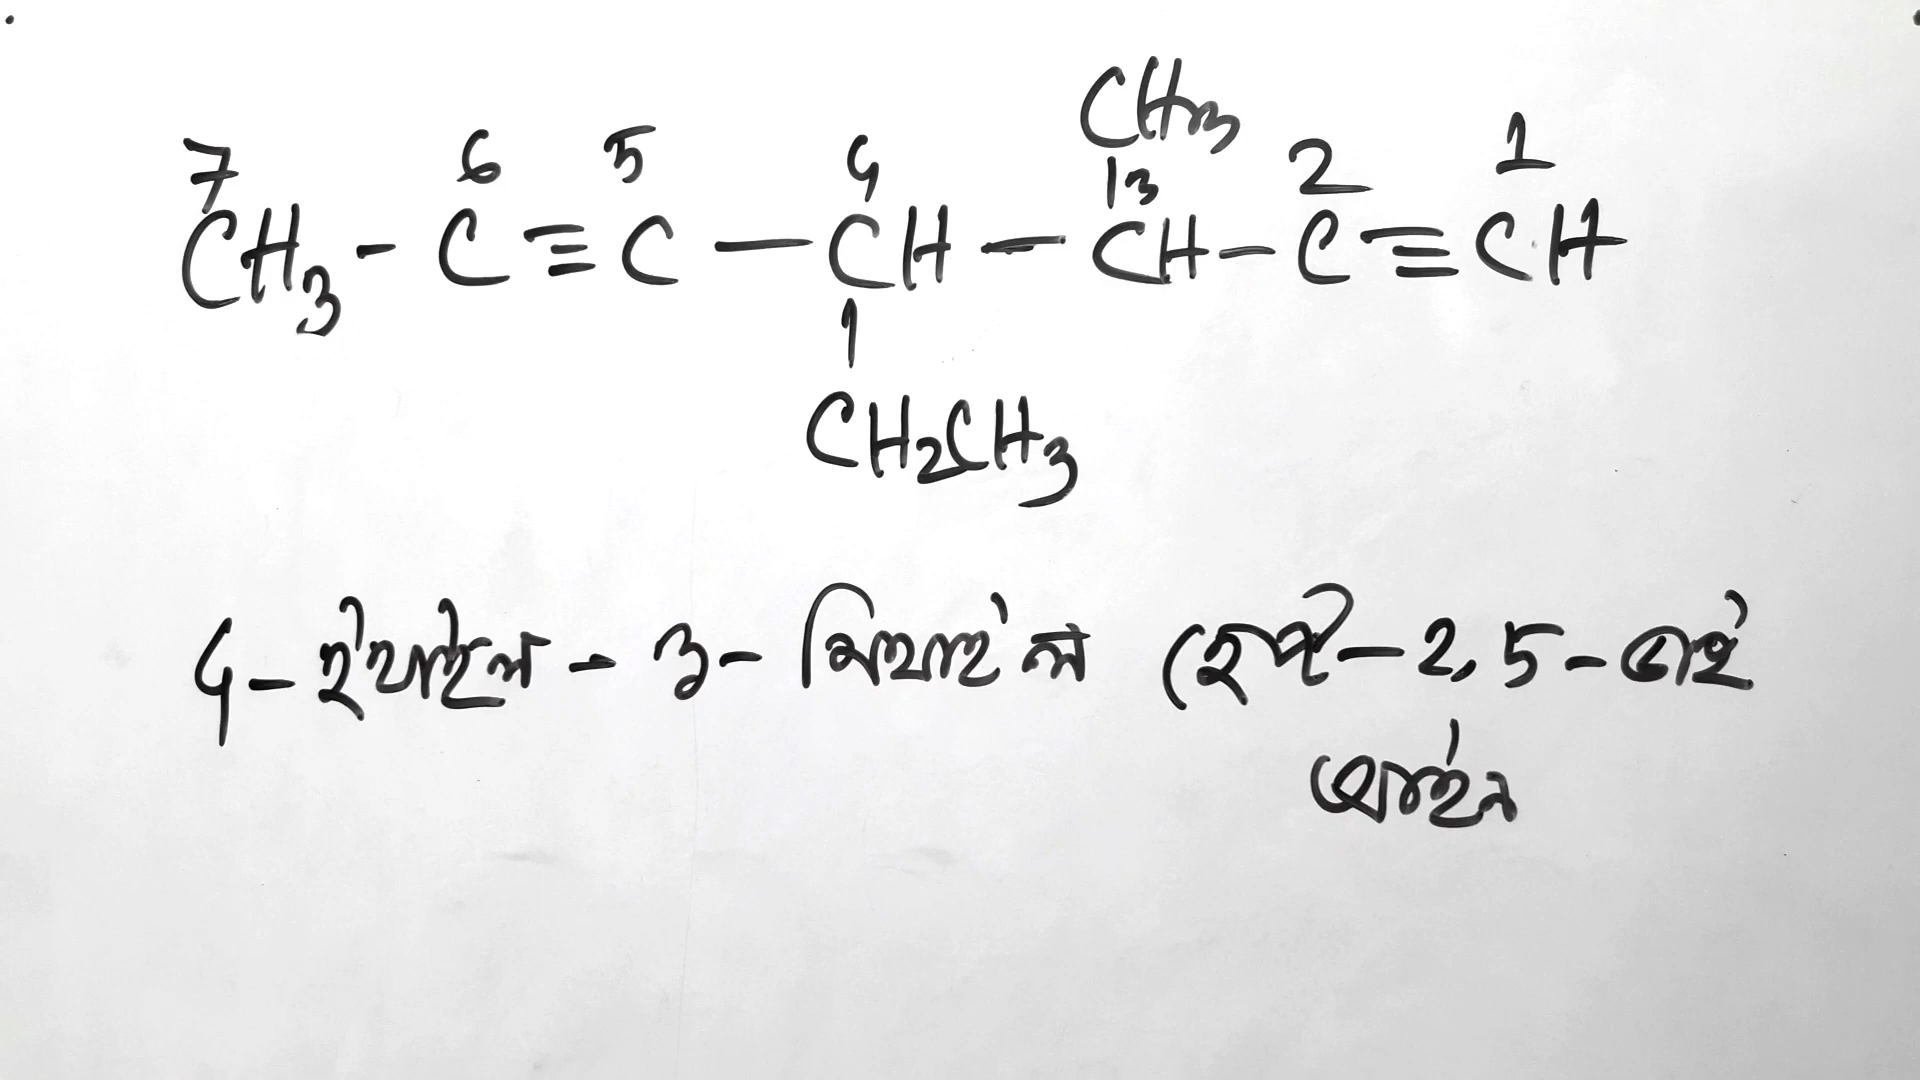 CH3
7 6 5 4 3 2 1
CH3 - C ≡ C — CH — CH - C ≡ CH
CH2CH3
4 - ইথাইল - 3 - মিথাইল হেপ্ট - 2, 5 - ডাই
আইন